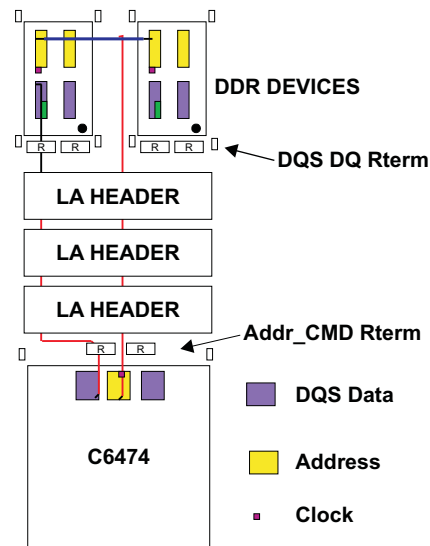 DDR DEVICES
R R R R
DQS DQ Rterm
LA HEADER
LA HEADER
LA HEADER
Addr_CMD Rterm
R R
DQS Data
C6474
Address
Clock